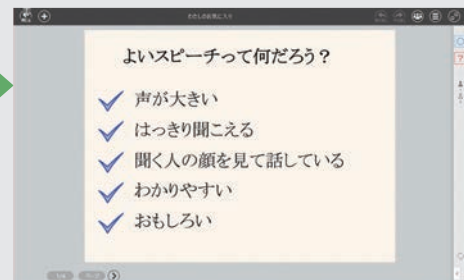 よいスピーチって何だろう？
声が大きい
はっきり聞こえる
聞く人の顔を見て話している
わかりやすい
おもしろい